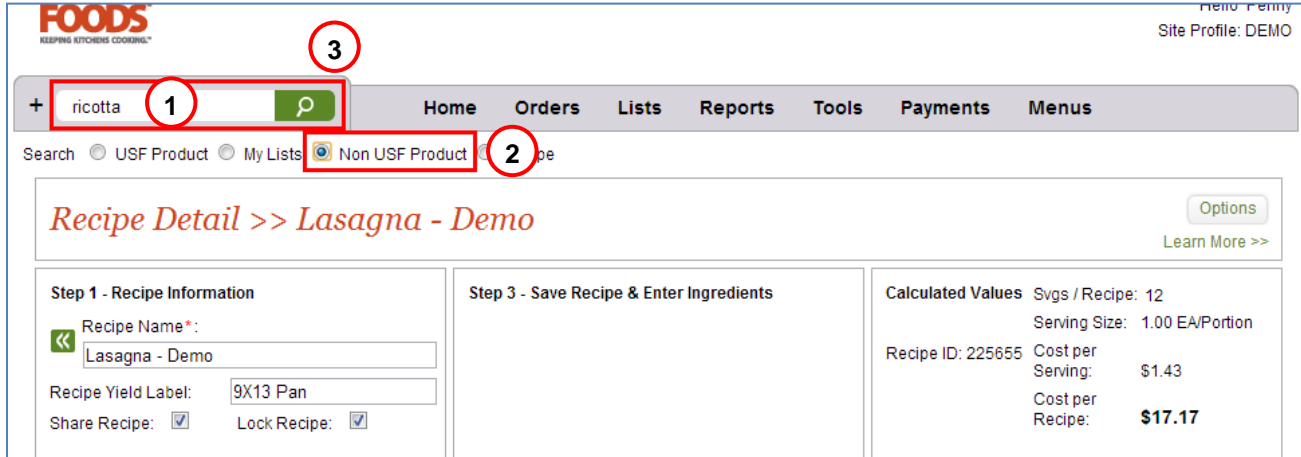 FOODS
KEEPING KITCHENS COOKING.™
Hello Penny
Site Profile: DEMO
3
+ ricotta 1 Home Orders Lists Reports Tools Payments Menus
Search USF Product My Lists Non USF Product 2 pe
Recipe Detail >> Lasagna - Demo
Options
Learn More >>
Step 1 - Recipe Information
Recipe Name*:
Lasagna - Demo
Recipe Yield Label: 9X13 Pan
Share Recipe: Lock Recipe:
Step 3 - Save Recipe & Enter Ingredients
Calculated Values Svgs / Recipe: 12
Serving Size: 1.00 EA/Portion
Recipe ID: 225655 Cost per
Serving: $1.43
Cost per
Recipe: $17.17